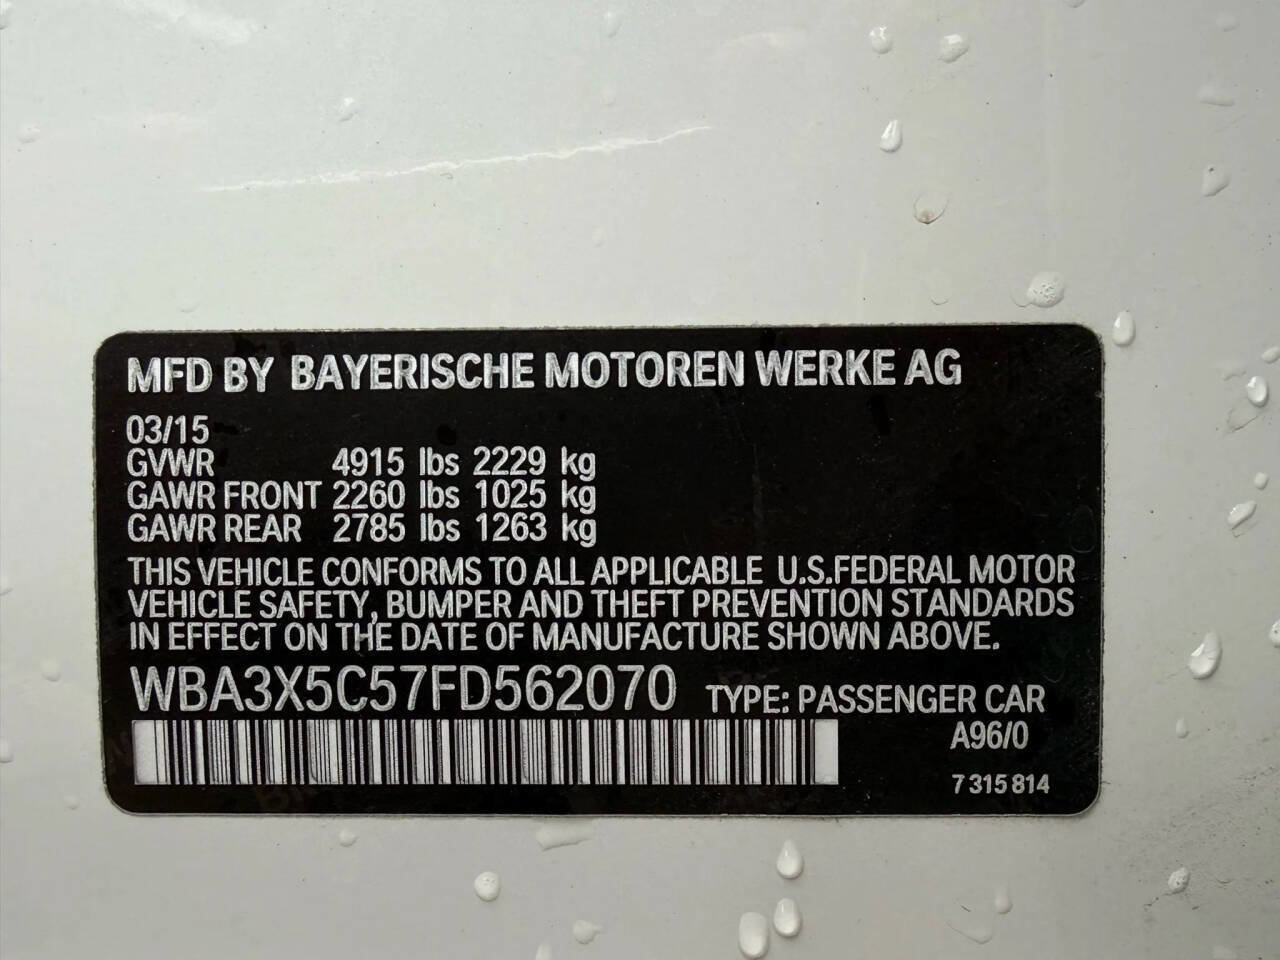 MFD BY BAYERISCHE MOTOREN WERKE AG
03/15
GVWR 4915 lbs 2229 kg
GAWR FRONT 2260 lbs 1025 kg
GAWR REAR 2785 lbs 1263 kg
THIS VEHICLE CONFORMS TO ALL APPLICABLE U.S.FEDERAL MOTOR
VEHICLE SAFETY, BUMPER AND THEFT PREVENTION STANDARDS
IN EFFECT ON THE DATE OF MANUFACTURE SHOWN ABOVE.
WBA3X5C57FD562070 TYPE: PASSENGER CAR
A96/0
7 315 814